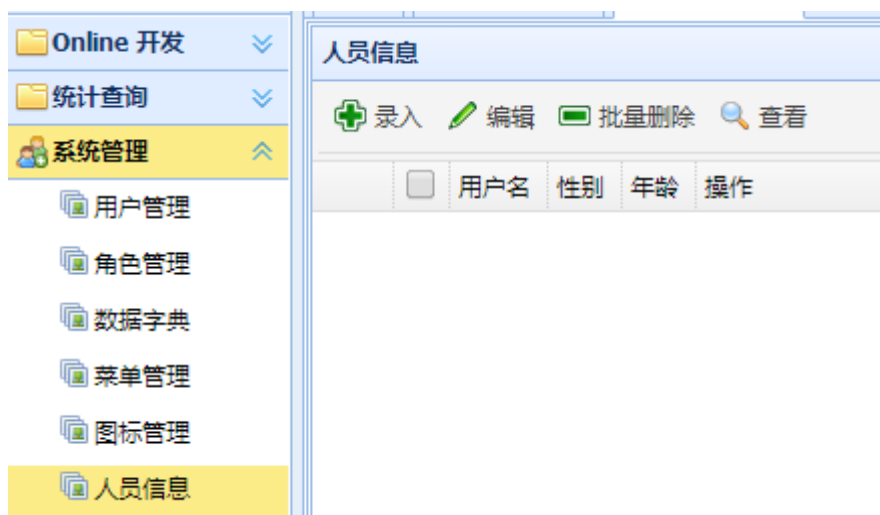 Online 开发
统计查询
系统管理
用户管理
角色管理
数据字典
菜单管理
图标管理
人员信息
人员信息
录入 编辑 批量删除 查看
用户名 性别 年龄 操作